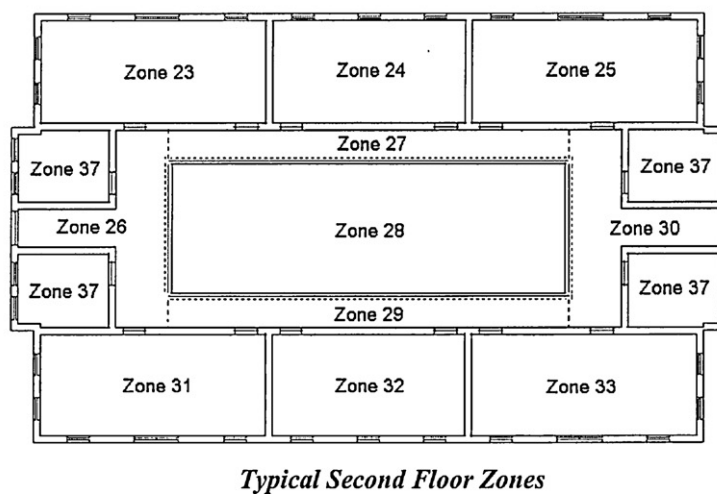 Zone 23 Zone 24 Zone 25
Zone 27
Zone 37 Zone 37
Zone 26 Zone 28 Zone 30
Zone 37 Zone 37
Zone 29
Zone 31 Zone 32 Zone 33
Typical Second Floor Zones